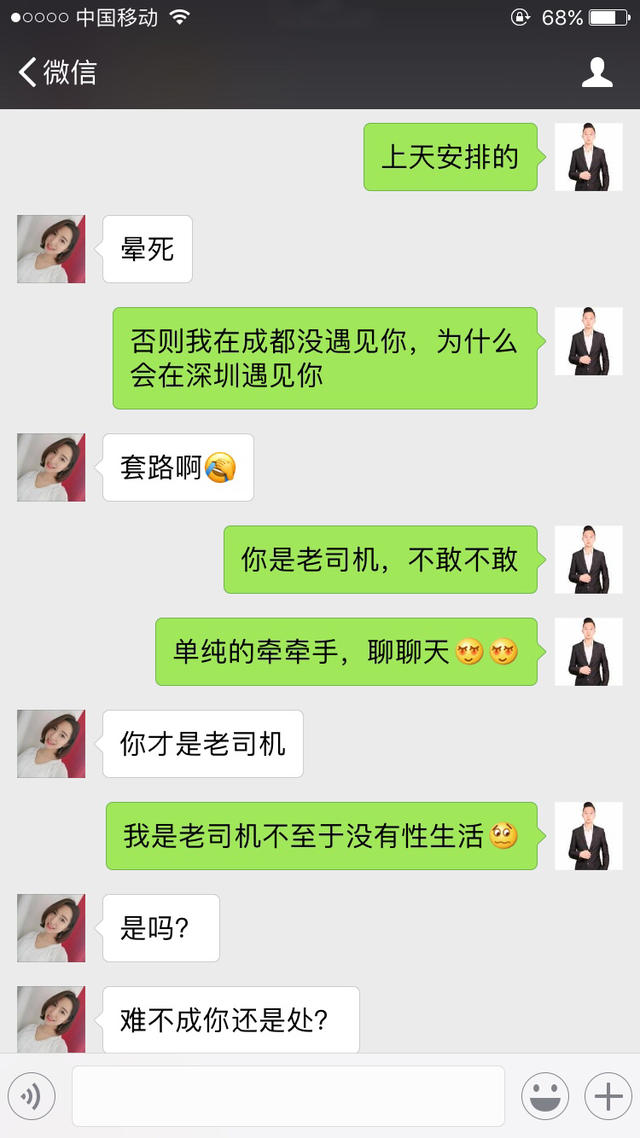 中国移动
68%
微信
上天安排的
晕死
否则我在成都没遇见你，为什么
会在深圳遇见你
套路啊
你是老司机，不敢不敢
单纯的牵牵手，聊聊天
你才是老司机
我是老司机不至于没有性生活
是吗？
难不成你还是处？